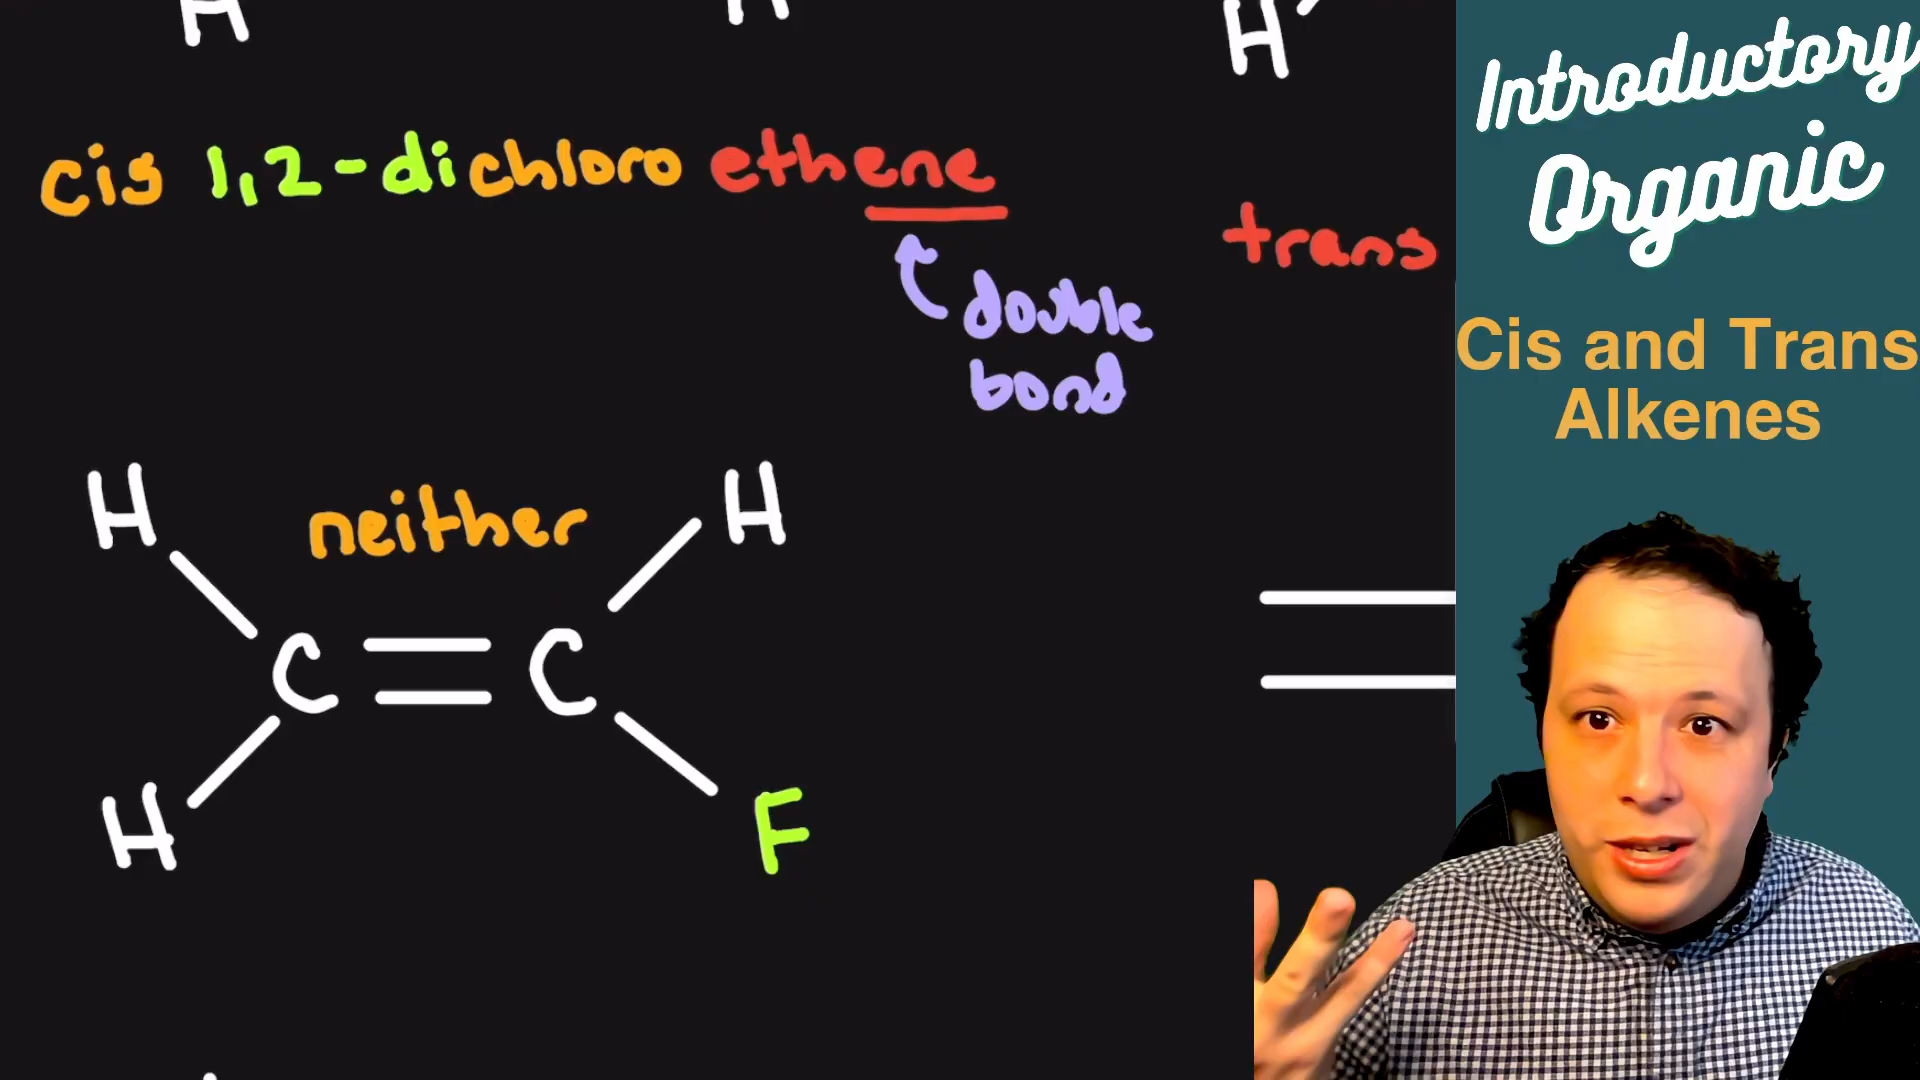 H H H
cis 1,2-dichloro ethene
trans
double
bond
H neither H
C C
H F
Introductory
Organic
Cis and Trans
Alkenes